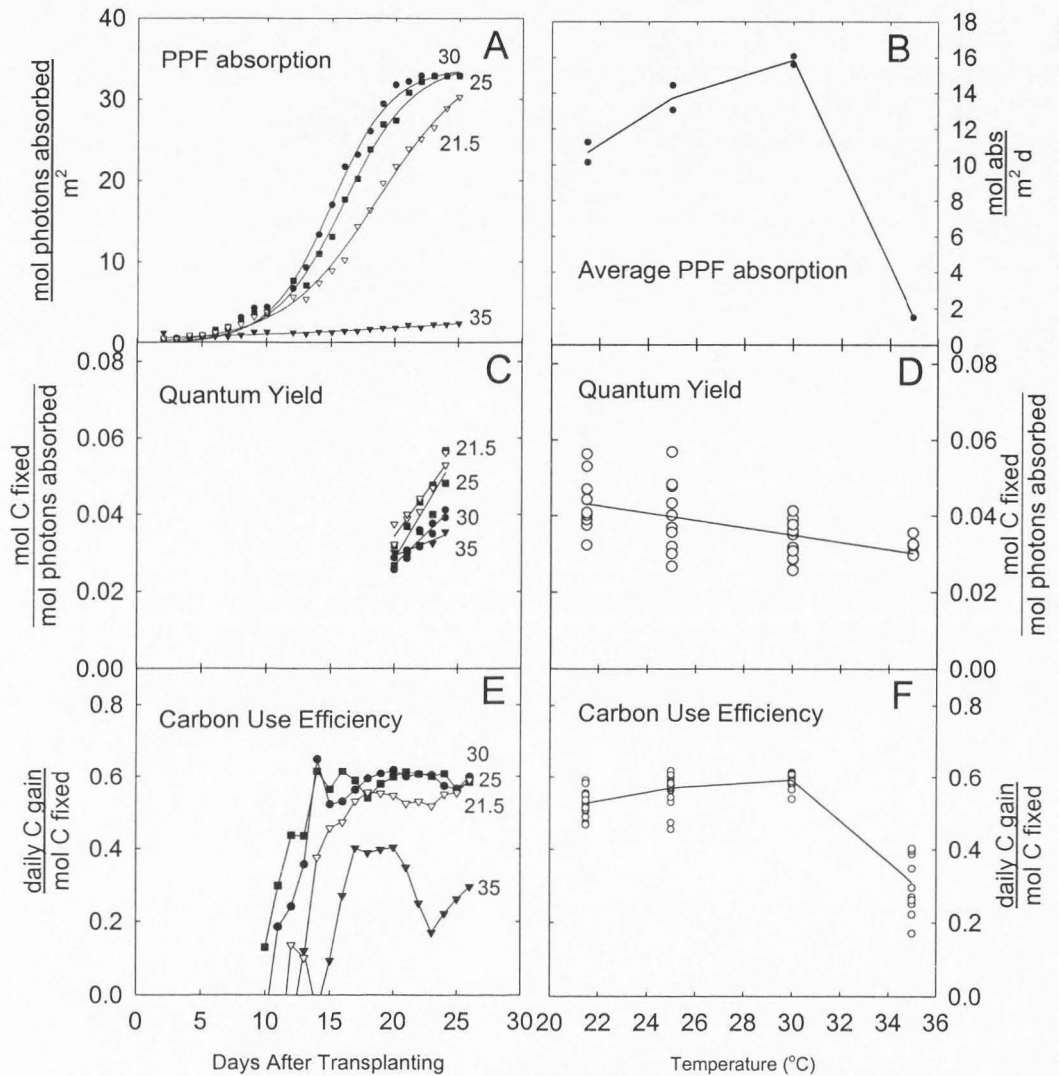 A
PPF absorption
40
30
20
10
0
mol photons absorbed
m²
30
25
21.5
35
B
Average PPF absorption
18
16
14
12
10
8
6
4
2
0
mol abs
m² d
C
Quantum Yield
0.08
0.06
0.04
0.02
0.00
mol C fixed
mol photons absorbed
21.5
25
30
35
D
Quantum Yield
0.08
0.06
0.04
0.02
0.00
mol C fixed
mol photons absorbed
E
Carbon Use Efficiency
0.8
0.6
0.4
0.2
0.0
daily C gain
mol C fixed
30
25
21.5
35
0 5 10 15 20 25 30
Days After Transplanting
F
Carbon Use Efficiency
0.8
0.6
0.4
0.2
0.0
daily C gain
mol C fixed
20 22 24 26 28 30 32 34 36
Temperature (°C)